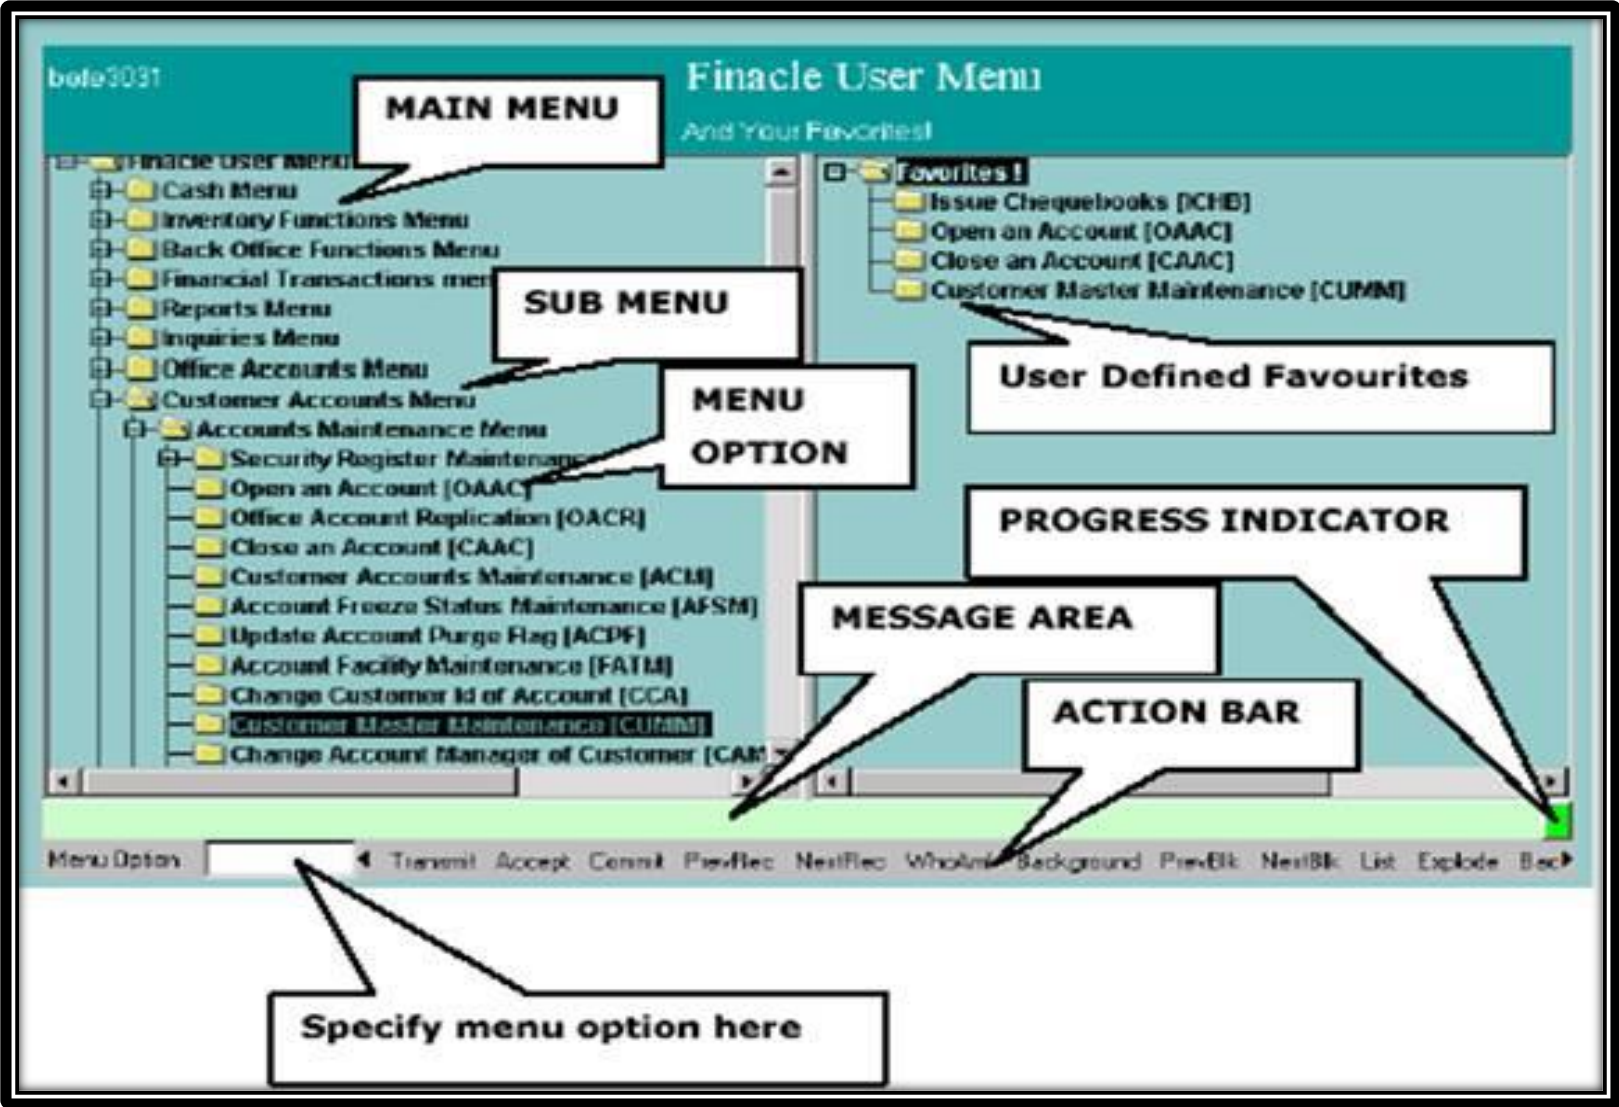 bafe3031
Finacle User Menu
And Your Favorites!
MAIN MENU
Finacle User Menu
Cash Menu
Inventory Functions Menu
Back Office Functions Menu
Financial Transactions men
Reports Menu
Inquiries Menu
Office Accounts Menu
Customer Accounts Menu
Accounts Maintenance Menu
Security Register Maintenance
Open an Account [OAAC]
Office Account Replication [OACR]
Close an Account [CAAC]
Customer Accounts Maintenance [ACM]
Account Freeze Status Maintenance [AFSM]
Update Account Purge Flag [ACPF]
Account Facility Maintenance [FATM]
Change Customer Id of Account [CCA]
Customer Master Maintenance [CUMM]
Change Account Manager of Customer [CAM
SUB MENU
MENU
OPTION
Favorites !
Issue Chequebooks [ICHB]
Open an Account [OAAC]
Close an Account [CAAC]
Customer Master Maintenance [CUMM]
User Defined Favourites
PROGRESS INDICATOR
MESSAGE AREA
ACTION BAR
Menu Option Transmit Accept Commit PrevRec NextRec WhoAmI Background PrevBlk NextBlk List Explode Bac
Specify menu option here